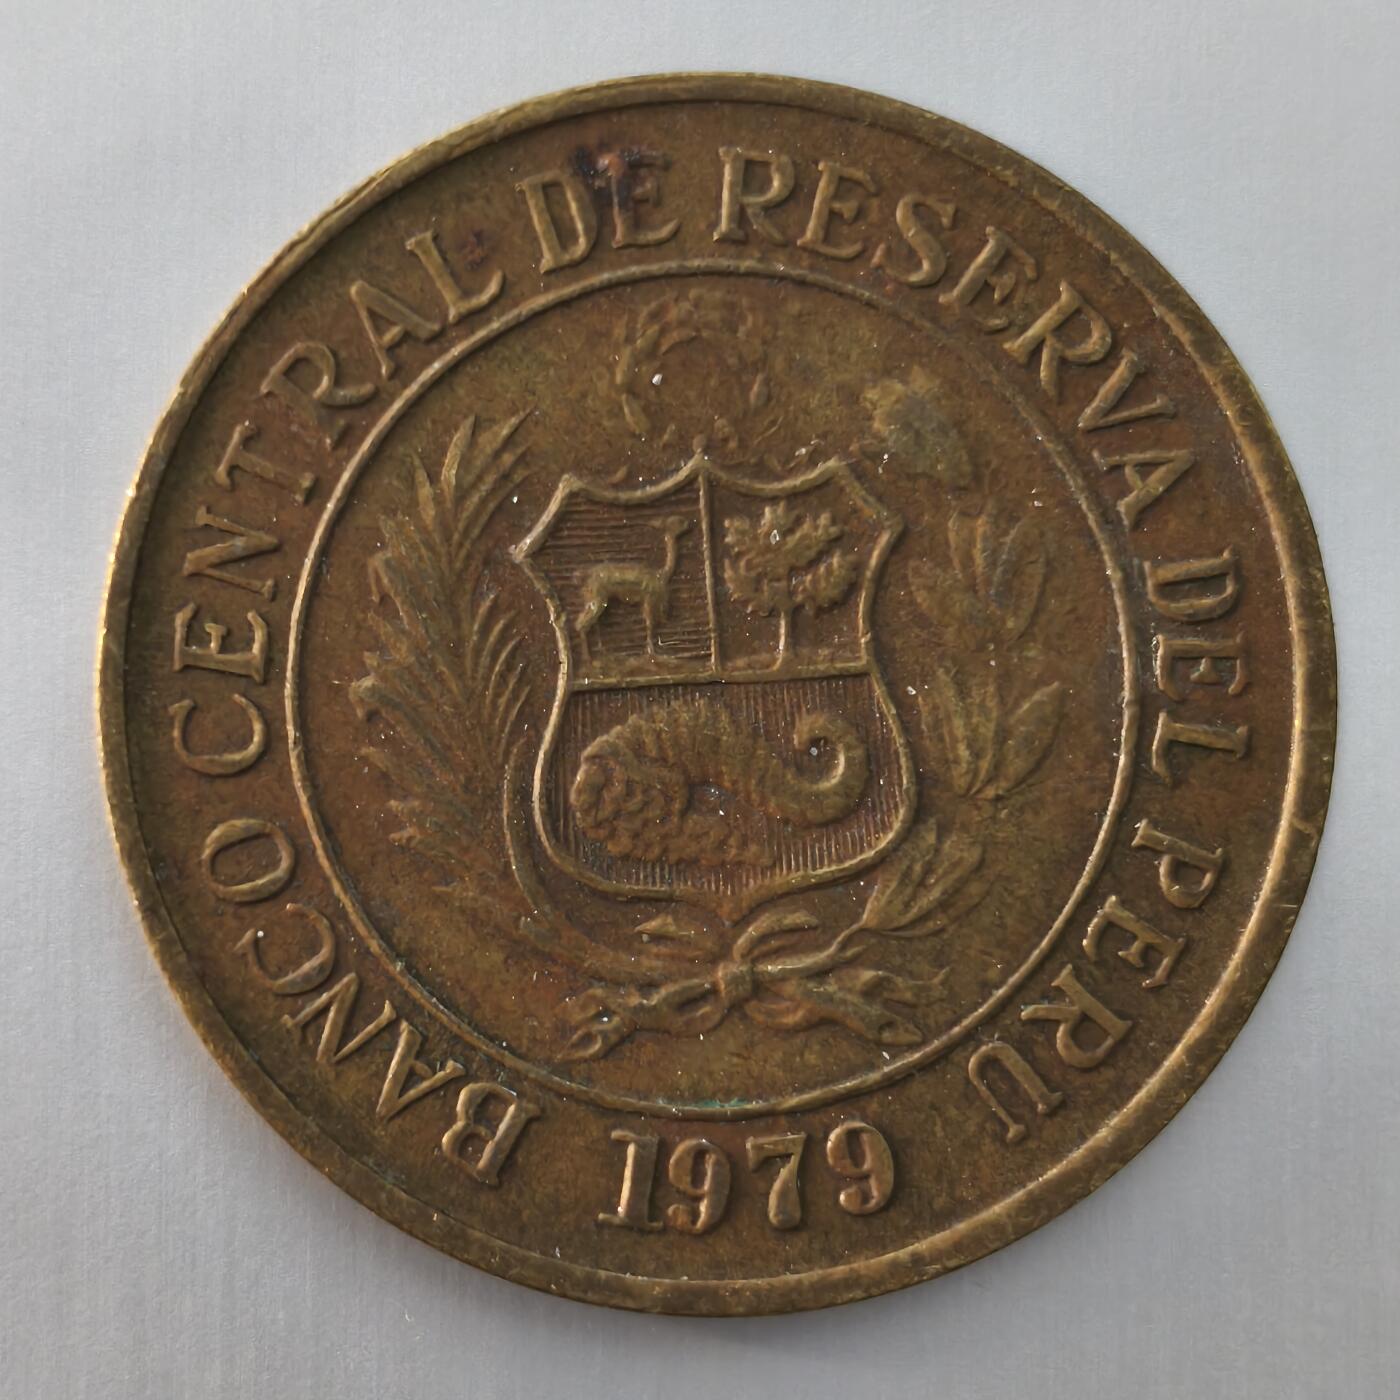 BANCO CENTRAL DE RESERVA DEL PERU
1979